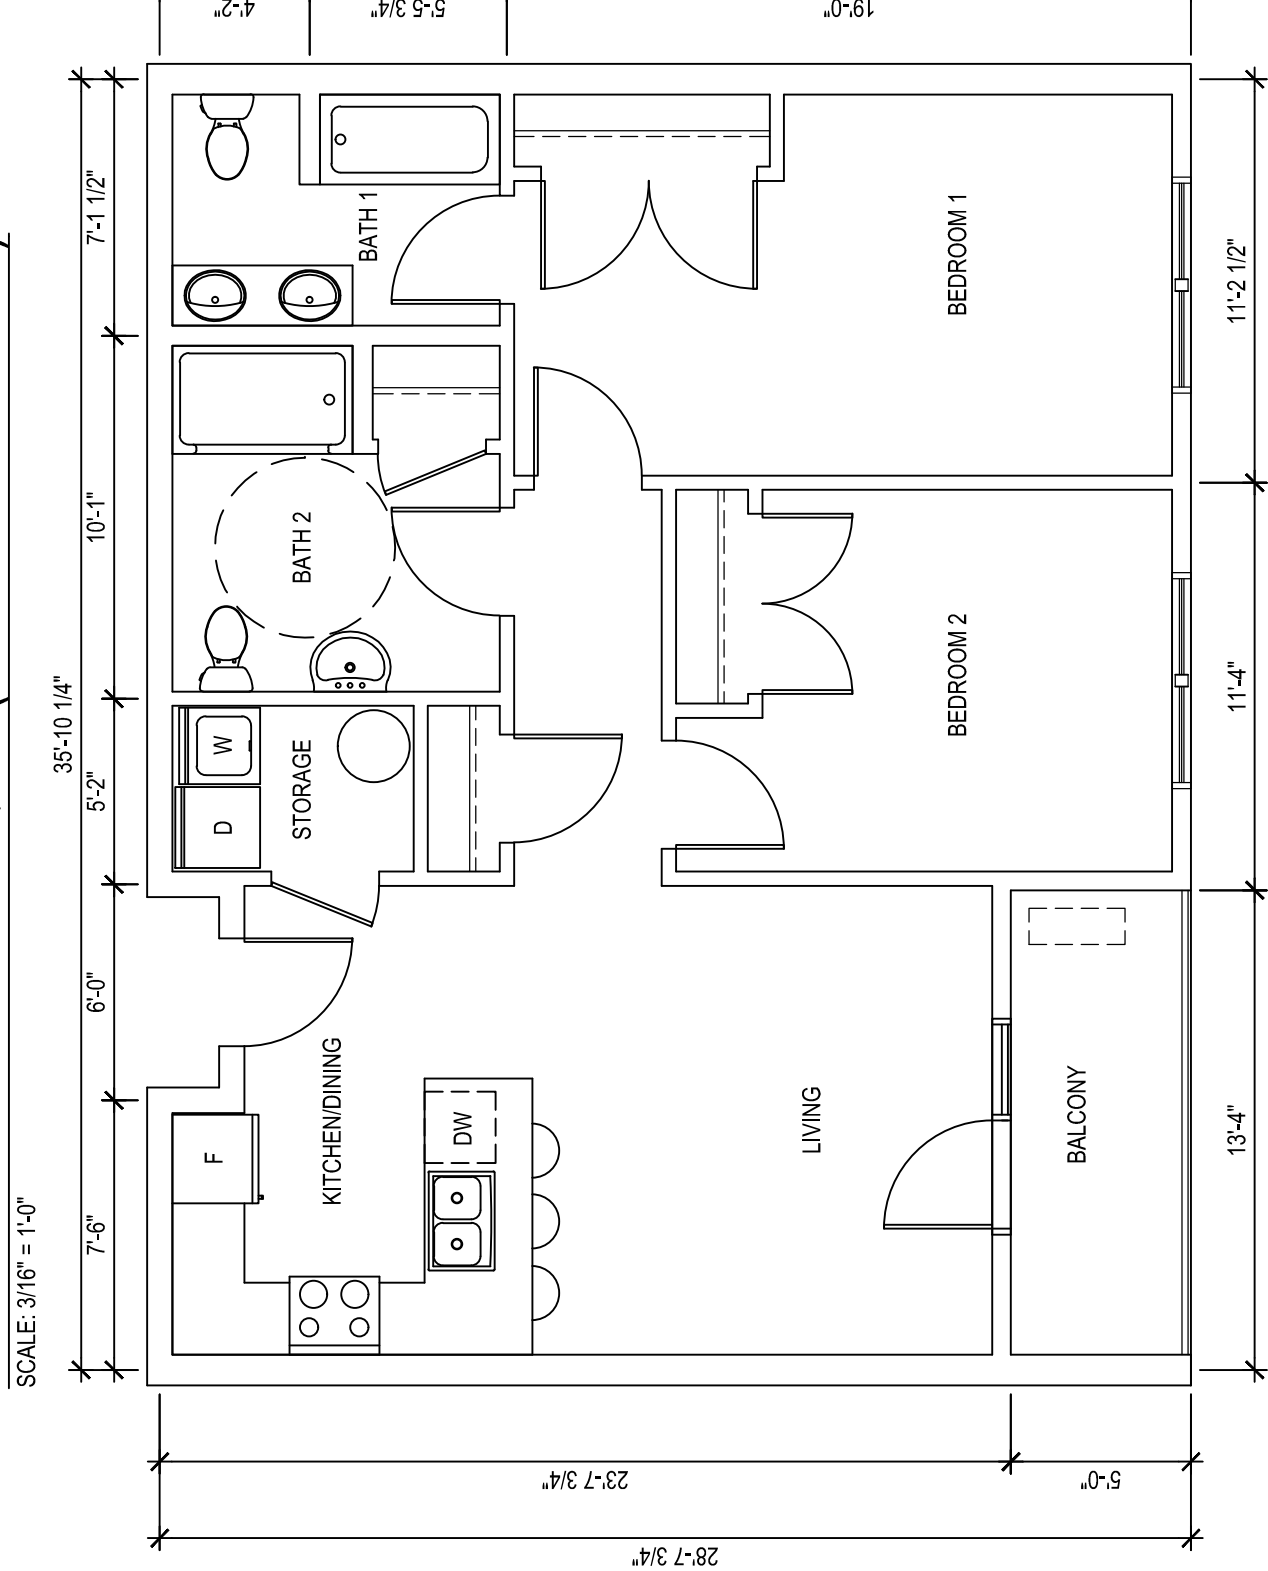 SCALE: 3/16" = 1'-0"
35'-10 1/4"
7'-6"
6'-0"
5'-2"
10'-1"
7'-1 1/2"
4'-2"
5'-5 3/4"
19'-0"
F
D
W
STORAGE
KITCHEN/DINING
DW
BATH 2
BATH 1
LIVING
BALCONY
BEDROOM 2
BEDROOM 1
13'-4"
11'-4"
11'-2 1/2"
23'-7 3/4"
5'-0"
28'-7 3/4"